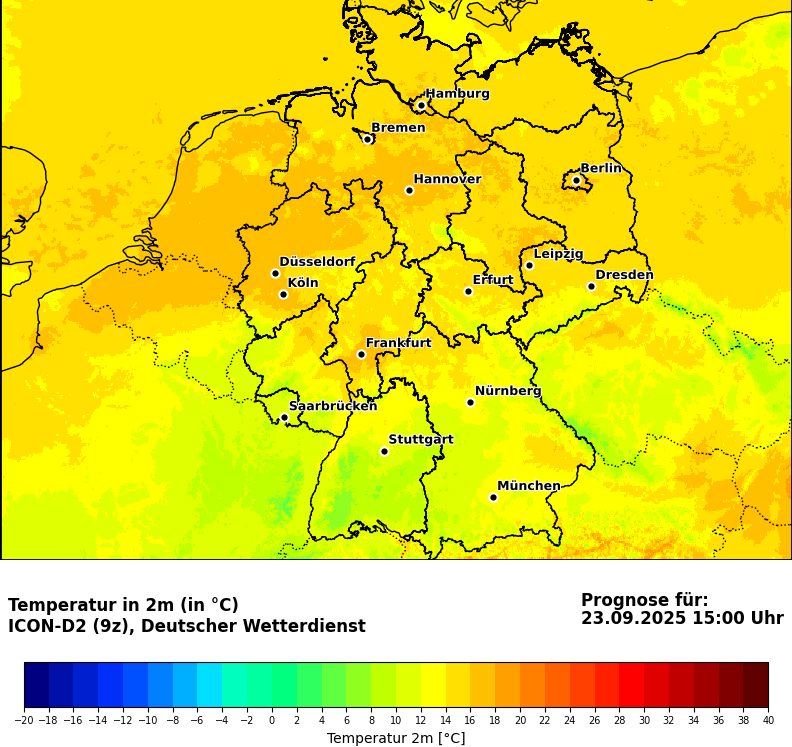 Hamburg
Bremen
Berlin
Hannover
Leipzig
Düsseldorf
Dresden
Erfurt
Köln
Frankfurt
Nürnberg
Saarbrücken
Stuttgart
München
Temperatur in 2m (in °C)
ICON-D2 (9z), Deutscher Wetterdienst
Prognose für:
23.09.2025 15:00 Uhr
−20 −18 −16 −14 −12 −10 −8 −6 −4 −2 0 2 4 6 8 10 12 14 16 18 20 22 24 26 28 30 32 34 36 38 40
Temperatur 2m [°C]